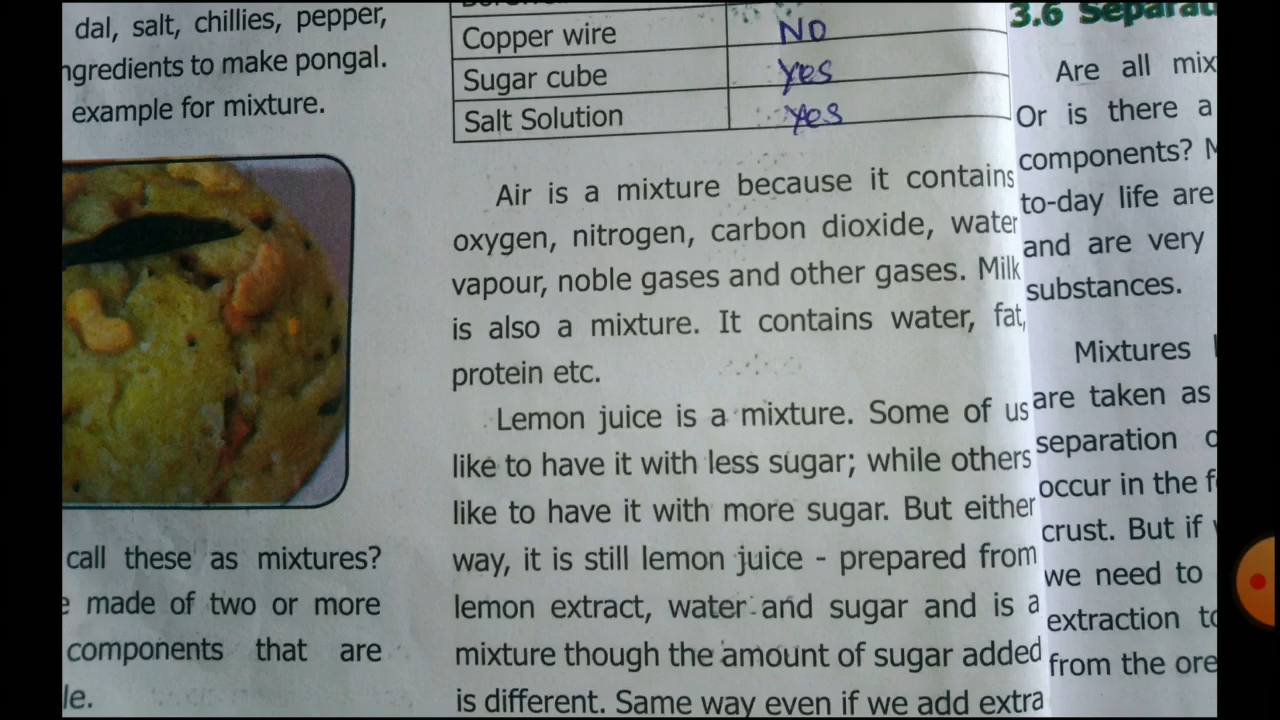 dal, salt, chillies, pepper,
ngredients to make pongal.
example for mixture.
call these as mixtures?
e made of two or more
components that are
le.
Copper wire NO
Sugar cube Yes
Salt Solution Yes
Air is a mixture because it contains
oxygen, nitrogen, carbon dioxide, water
vapour, noble gases and other gases. Milk
is also a mixture. It contains water, fat,
protein etc.
Lemon juice is a mixture. Some of us
like to have it with less sugar; while others
like to have it with more sugar. But either
way, it is still lemon juice - prepared from
lemon extract, water and sugar and is a
mixture though the amount of sugar added
is different. Same way even if we add extra
3.6 Separat
Are all mix
Or is there a
components? M
to-day life are
and are very
substances.
Mixtures
are taken as
separation o
occur in the f
crust. But if
we need to
extraction to
from the ore